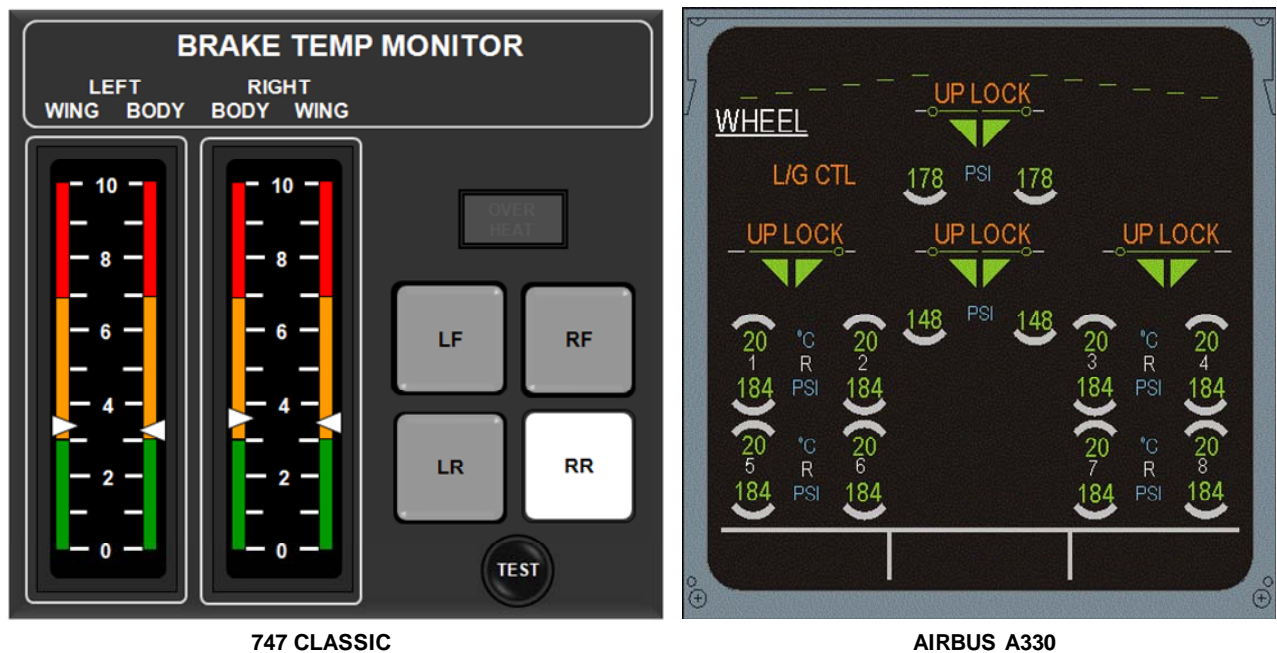 BRAKE TEMP MONITOR
LEFT RIGHT
WING BODY BODY WING
10 10
8 8
6 6
4 4
2 2
0 0
OVER
HEAT
LF RF
LR RR
TEST
747 CLASSIC
UP LOCK
WHEEL
L/G CTL 178 PSI 178
UP LOCK UP LOCK UP LOCK
148 PSI 148
20 °C 20 20 °C 20
1 R 2 3 R 4
184 PSI 184 184 PSI 184
20 °C 20 20 °C 20
5 R 6 7 R 8
184 PSI 184 184 PSI 184
AIRBUS A330